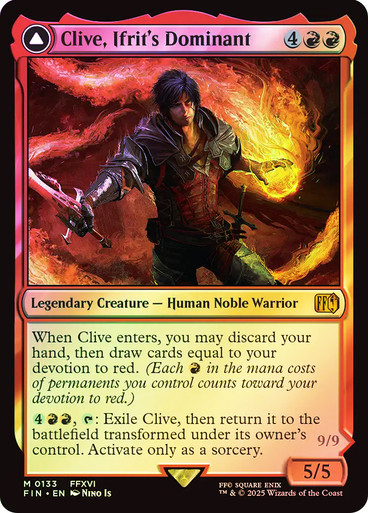 Clive, Ifrit's Dominant 4
Legendary Creature — Human Noble Warrior
When Clive enters, you may discard
your hand, then draw cards equal to your
devotion to red. (Each in the mana costs
of permanents you control counts toward your
devotion to red.)
4 , : Exile Clive, then return it to the
battlefield transformed under its owner's
control. Activate only as a sorcery.
9/9
5/5
M 0133 FFXVI
FIN • EN Nino Is
FF© SQUARE ENIX
™ & © 2025 Wizards of the Coast